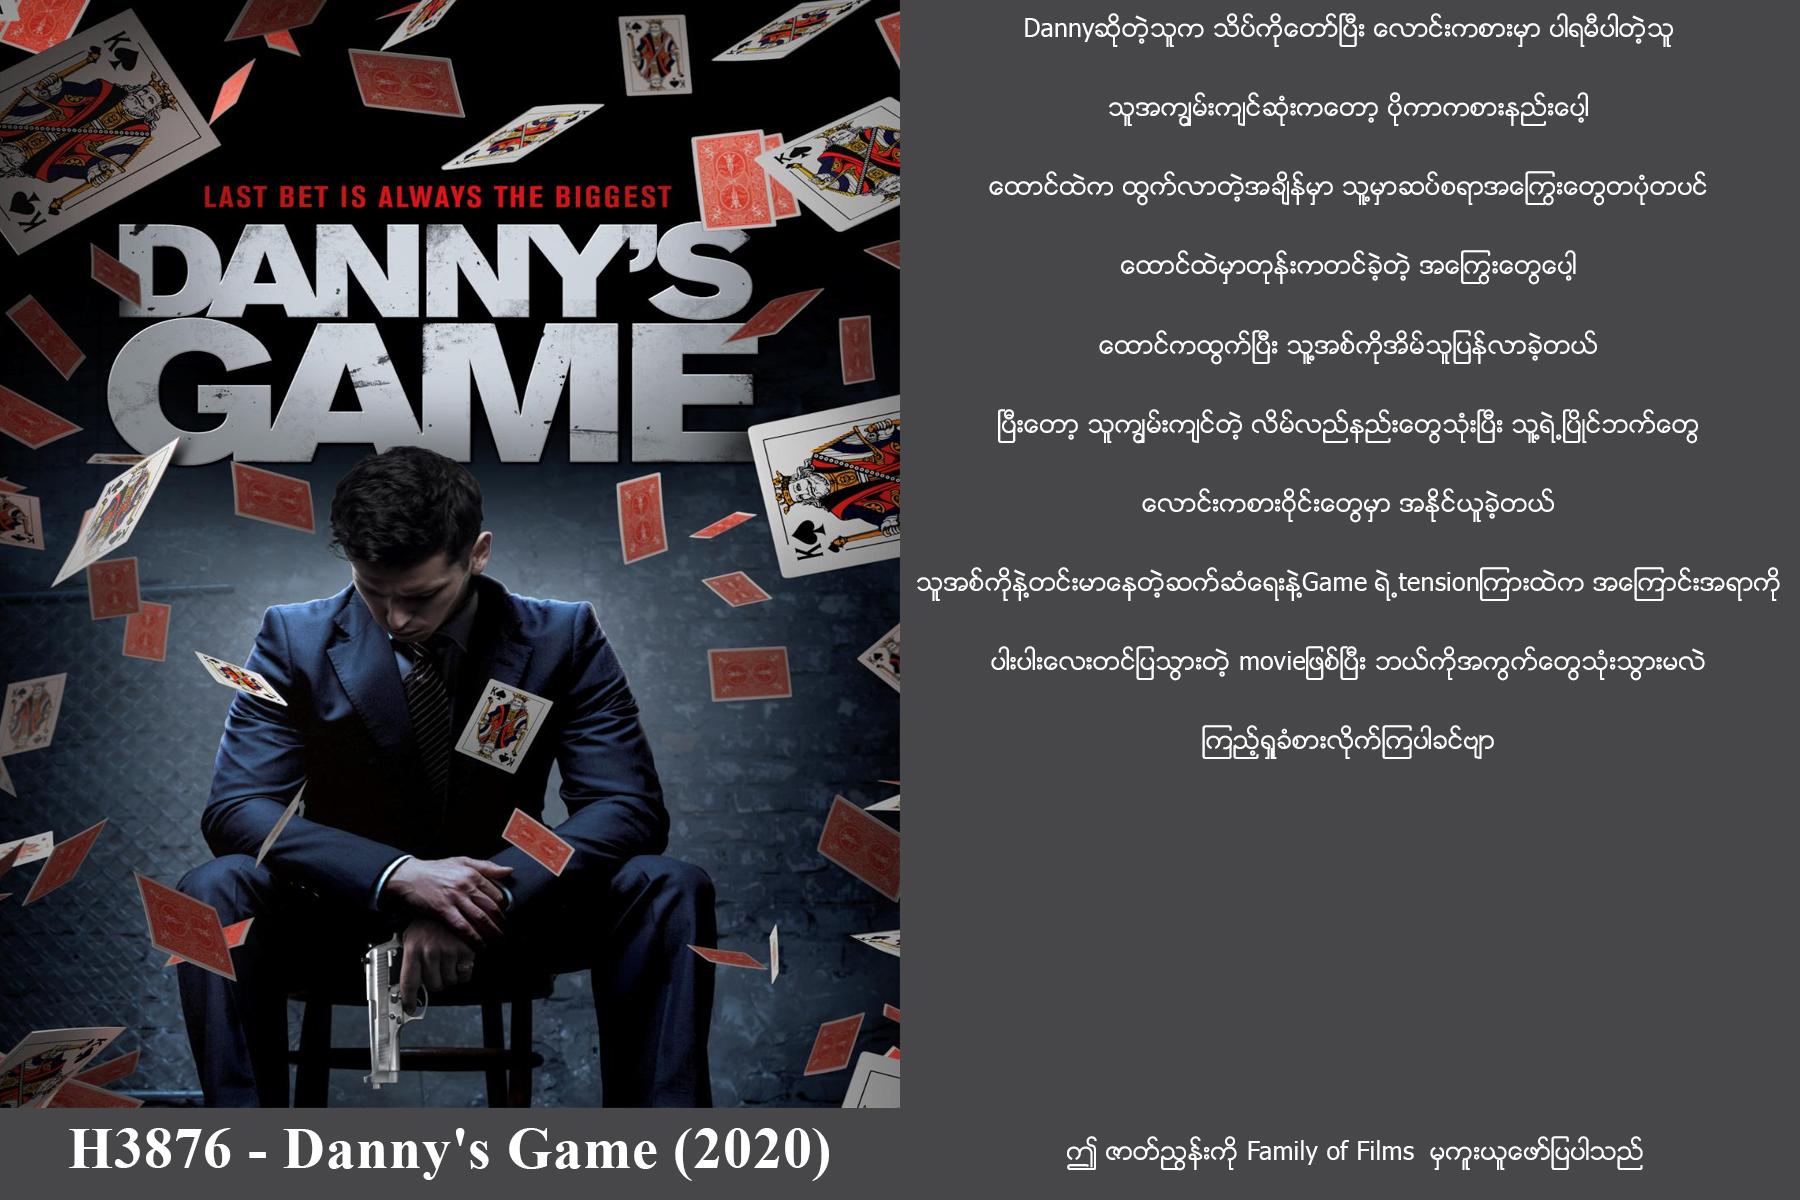 LAST BET IS ALWAYS THE BIGGEST
DANNY'S
GAME
H3876 - Danny's Game (2020)
Dannyဆိုတဲ့သူက သိပ်ကိုတော်ပြီး လောင်းကစားမှာ ပါရမီပါတဲ့သူ
သူအကျွမ်းကျင်ဆုံးကတော့ ပိုကာကစားနည်းပေါ့
ထောင်ထဲက ထွက်လာတဲ့အချိန်မှာ သူ့မှာဆပ်စရာအကြွေးတွေတပုံတပင်
ထောင်ထဲမှာတုန်းကတင်ခဲ့တဲ့ အကြွေးတွေပေါ့
ထောင်ကထွက်ပြီး သူ့အစ်ကိုအိမ်သူပြန်လာခဲ့တယ်
ပြီးတော့ သူကျွမ်းကျင်တဲ့ လိမ်လည်နည်းတွေသုံးပြီး သူ့ရဲ့ပြိုင်ဘက်တွေ
လောင်းကစားဝိုင်းတွေမှာ အနိုင်ယူခဲ့တယ်
သူအစ်ကိုနဲ့တင်းမာနေတဲ့ဆက်ဆံရေးနဲ့Game ရဲ့tensionကြားထဲက အကြောင်းအရာကို
ပါးပါးလေးတင်ပြသွားတဲ့ movieဖြစ်ပြီး ဘယ်ကိုအကွက်တွေသုံးသွားမလဲ
ကြည့်ရှုခံစားလိုက်ကြပါခင်ဗျာ
ဤ ဇာတ်ညွှန်းကို Family of Films မှကူးယူဖော်ပြပါသည်